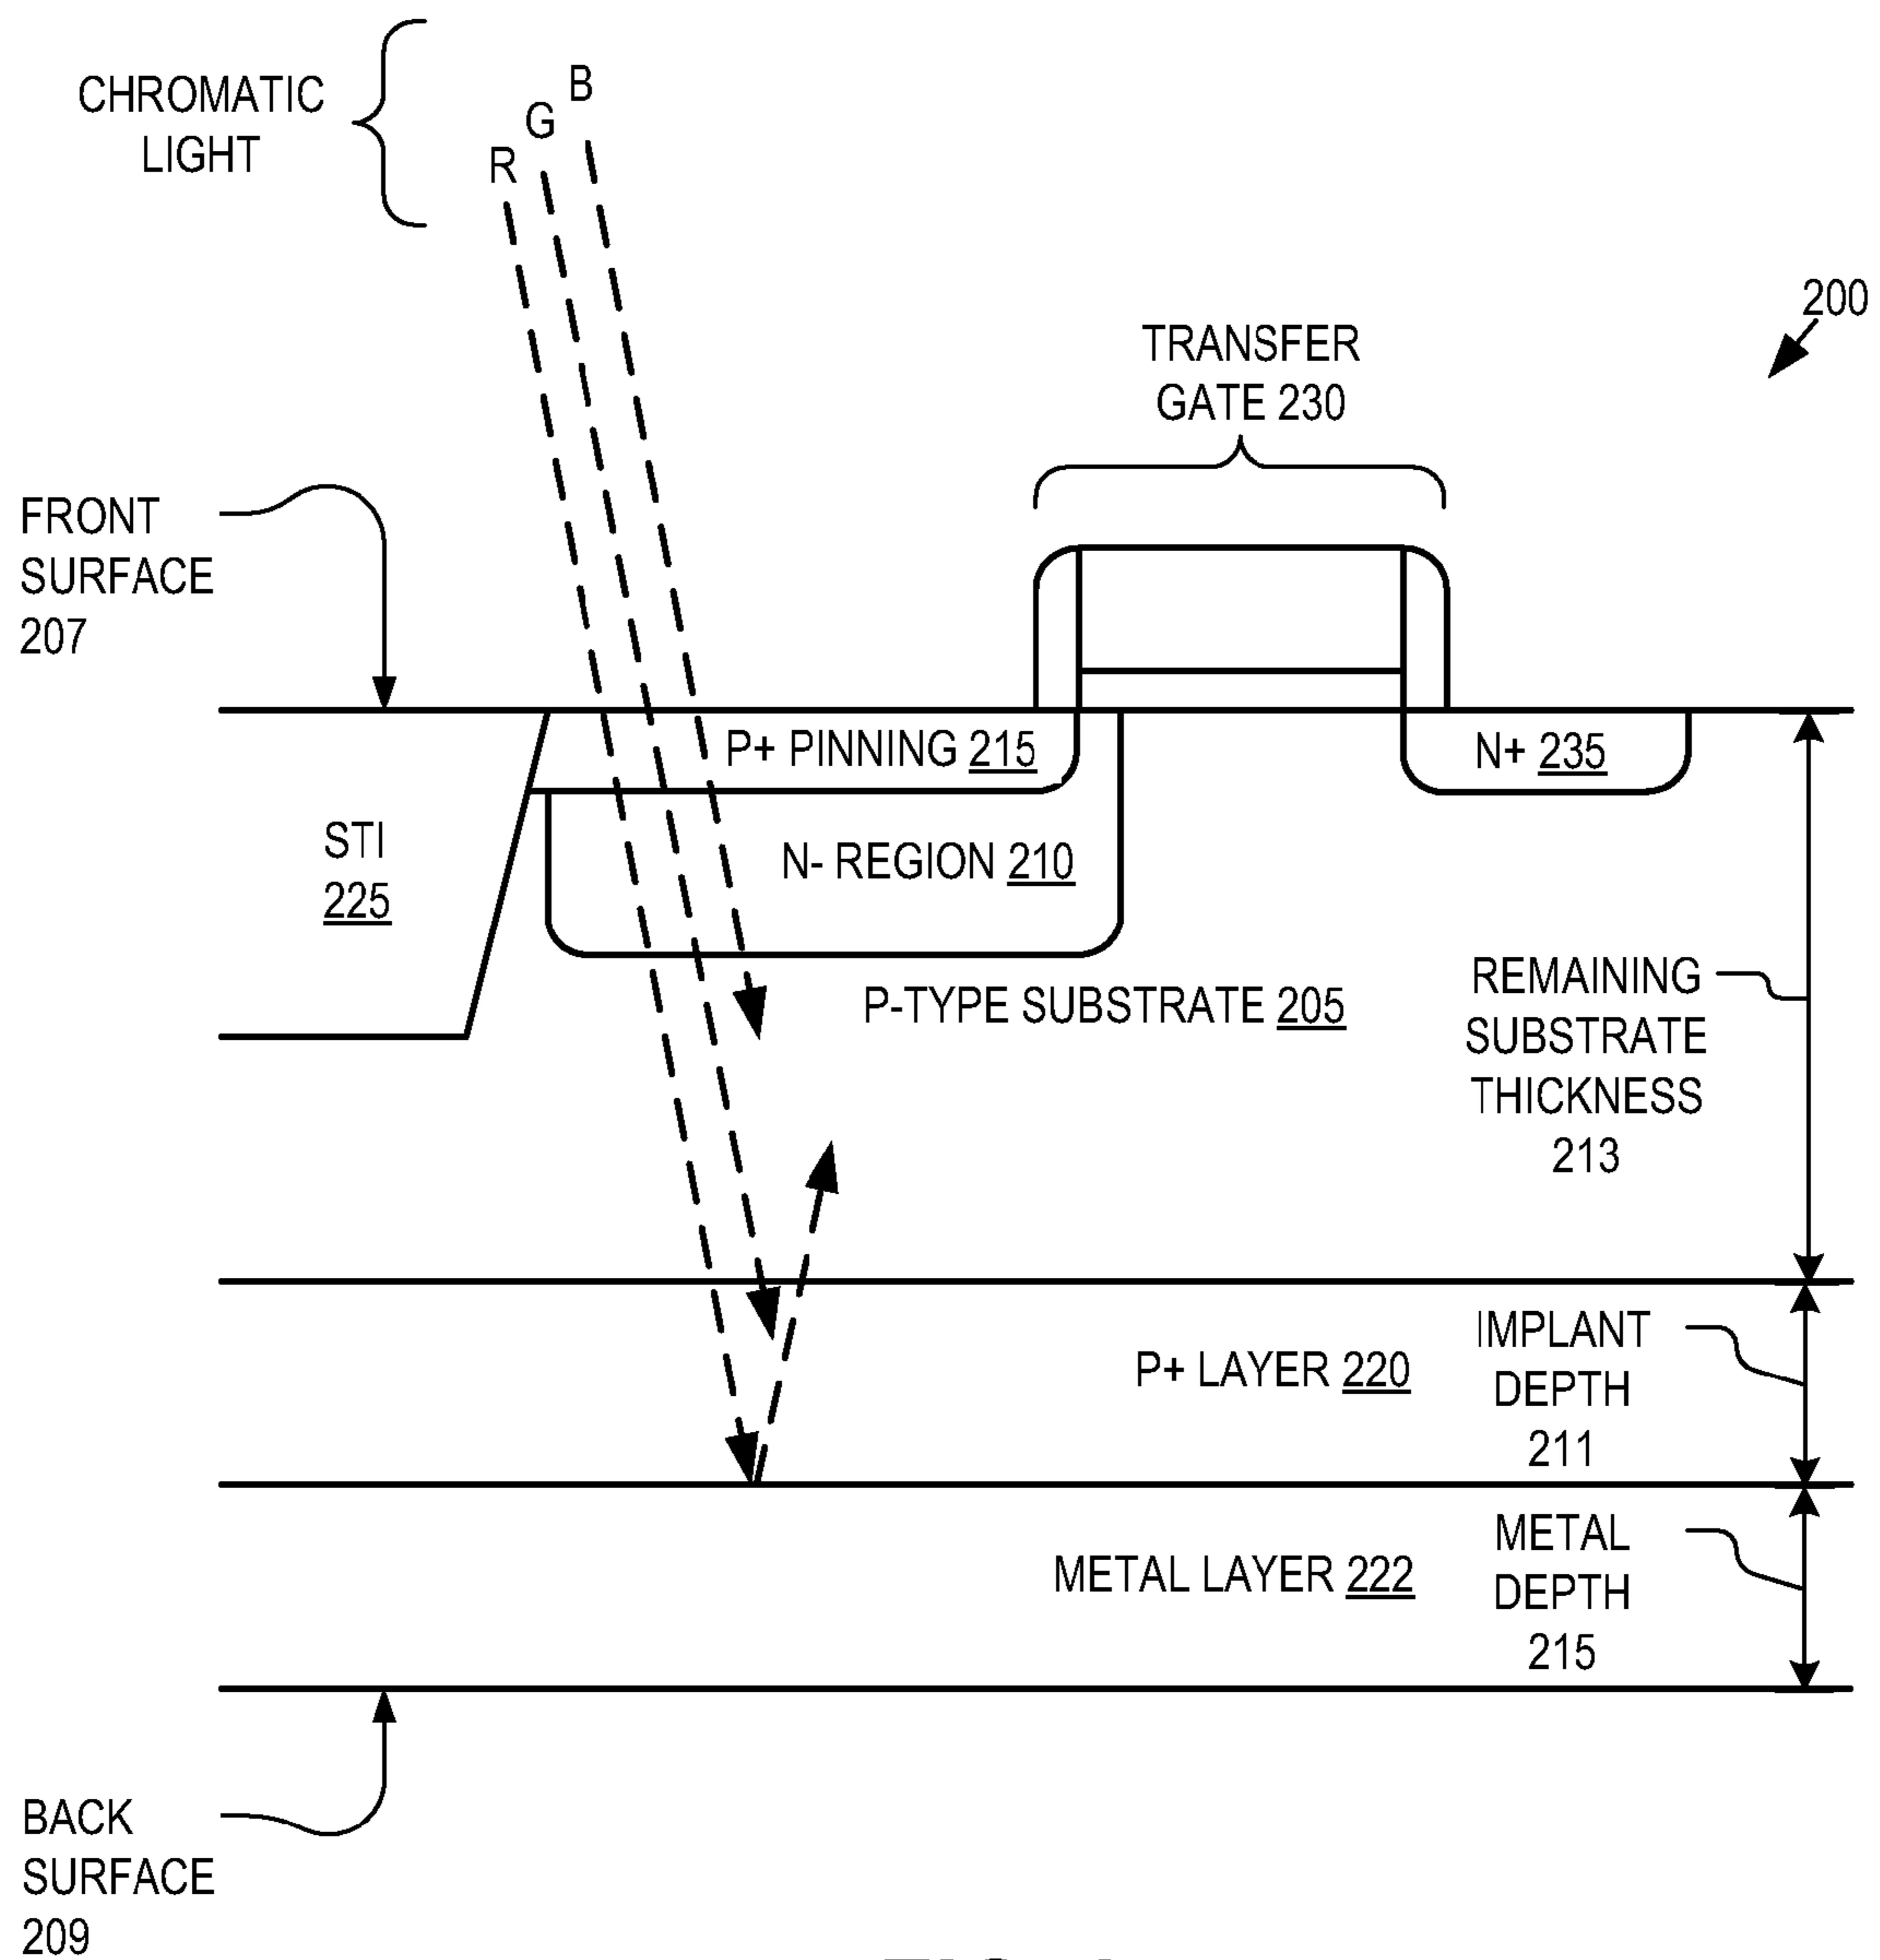 CHROMATIC
LIGHT
R
G
B
200
TRANSFER
GATE 230
FRONT
SURFACE
207
P+ PINNING 215
N+ 235
STI
225
N- REGION 210
P-TYPE SUBSTRATE 205
REMAINING
SUBSTRATE
THICKNESS
213
P+ LAYER 220
IMPLANT
DEPTH
211
METAL LAYER 222
METAL
DEPTH
215
BACK
SURFACE
209